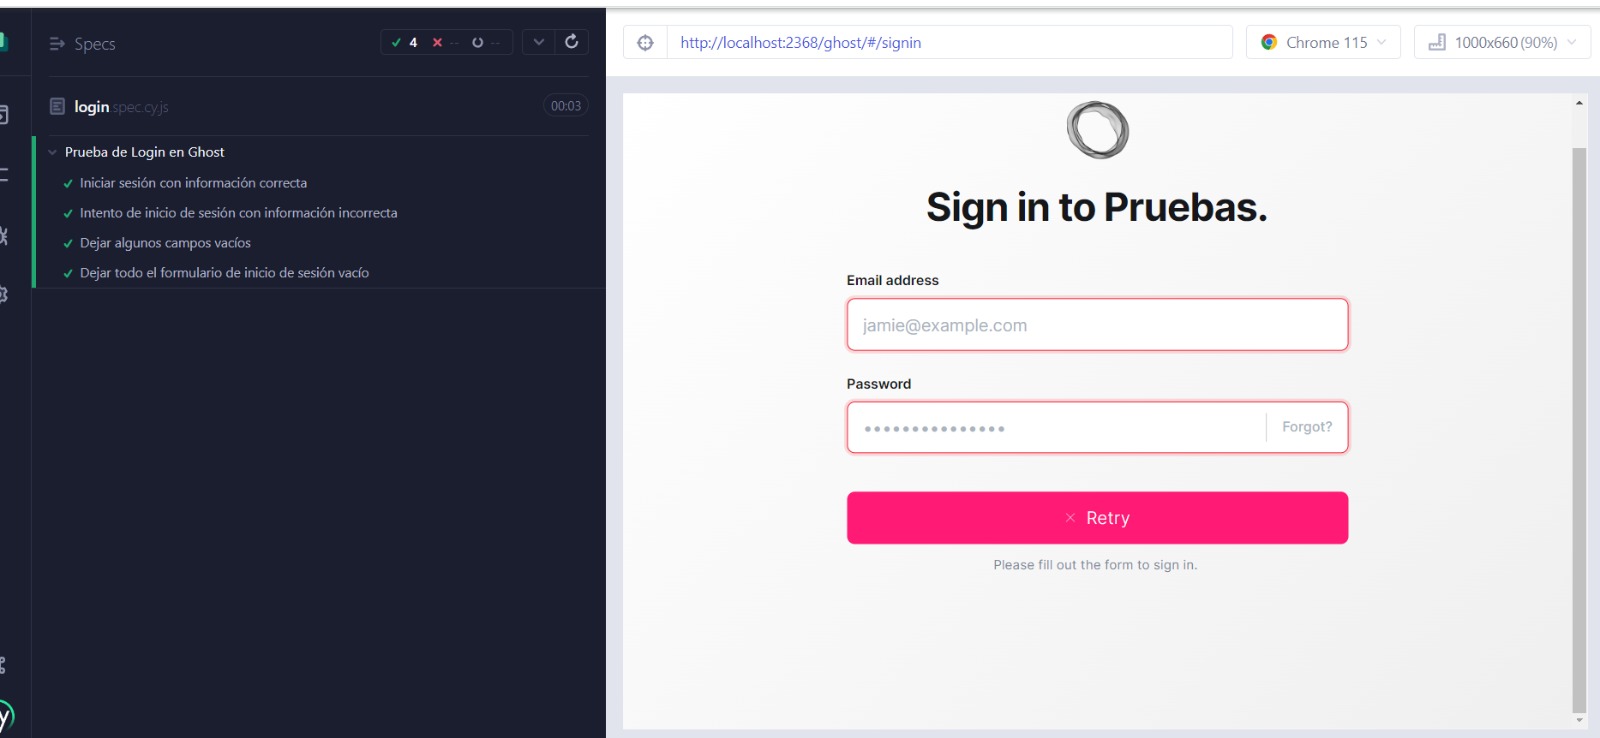 Specs
4 -- --
login spec.cy.js
00:03
Prueba de Login en Ghost
Iniciar sesión con información correcta
Intento de inicio de sesión con información incorrecta
Dejar algunos campos vacíos
Dejar todo el formulario de inicio de sesión vacío
http://localhost:2368/ghost/#/signin
Chrome 115
1000x660 (90%)
Sign in to Pruebas.
Email address
jamie@example.com
Password
•••••••••••••••
Forgot?
Retry
Please fill out the form to sign in.